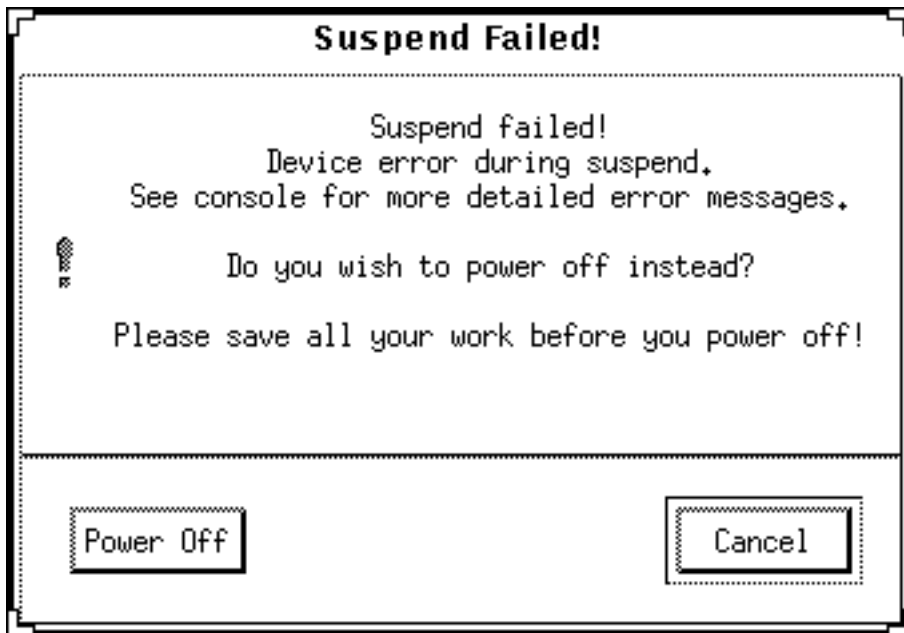 Suspend Failed!
Suspend failed!
Device error during suspend.
See console for more detailed error messages.
Do you wish to power off instead?
Please save all your work before you power off!
Power Off
Cancel